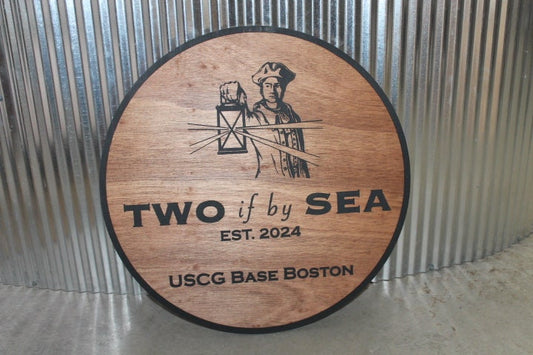 TWO if by SEA
EST. 2024
USCG BASE BOSTON